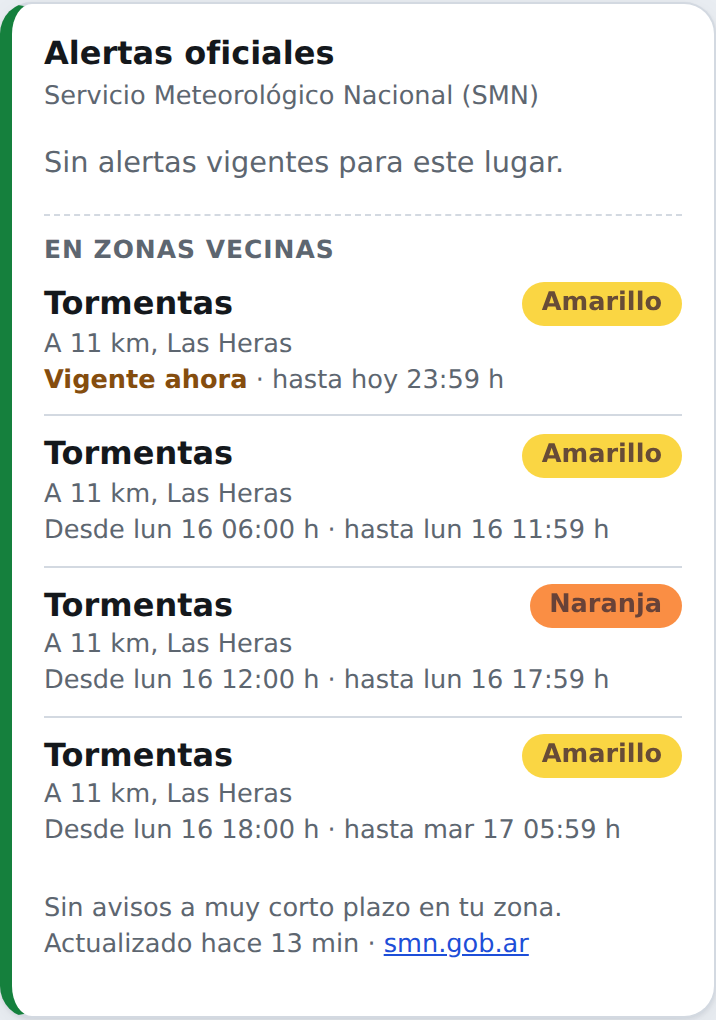 Alertas oficiales
Servicio Meteorológico Nacional (SMN)
Sin alertas vigentes para este lugar.
EN ZONAS VECINAS
Tormentas
Amarillo
A 11 km, Las Heras
Vigente ahora · hasta hoy 23:59 h
Tormentas
Amarillo
A 11 km, Las Heras
Desde lun 16 06:00 h · hasta lun 16 11:59 h
Tormentas
Naranja
A 11 km, Las Heras
Desde lun 16 12:00 h · hasta lun 16 17:59 h
Tormentas
Amarillo
A 11 km, Las Heras
Desde lun 16 18:00 h · hasta mar 17 05:59 h
Sin avisos a muy corto plazo en tu zona.
Actualizado hace 13 min · smn.gob.ar